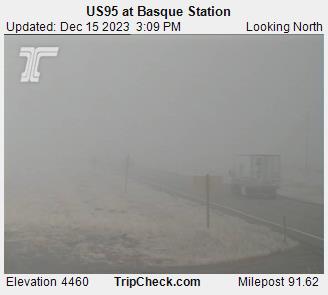 US95 at Basque Station
Updated: Dec 15 2023 3:09 PM Looking North
Elevation 4460 TripCheck.com Milepost 91.62